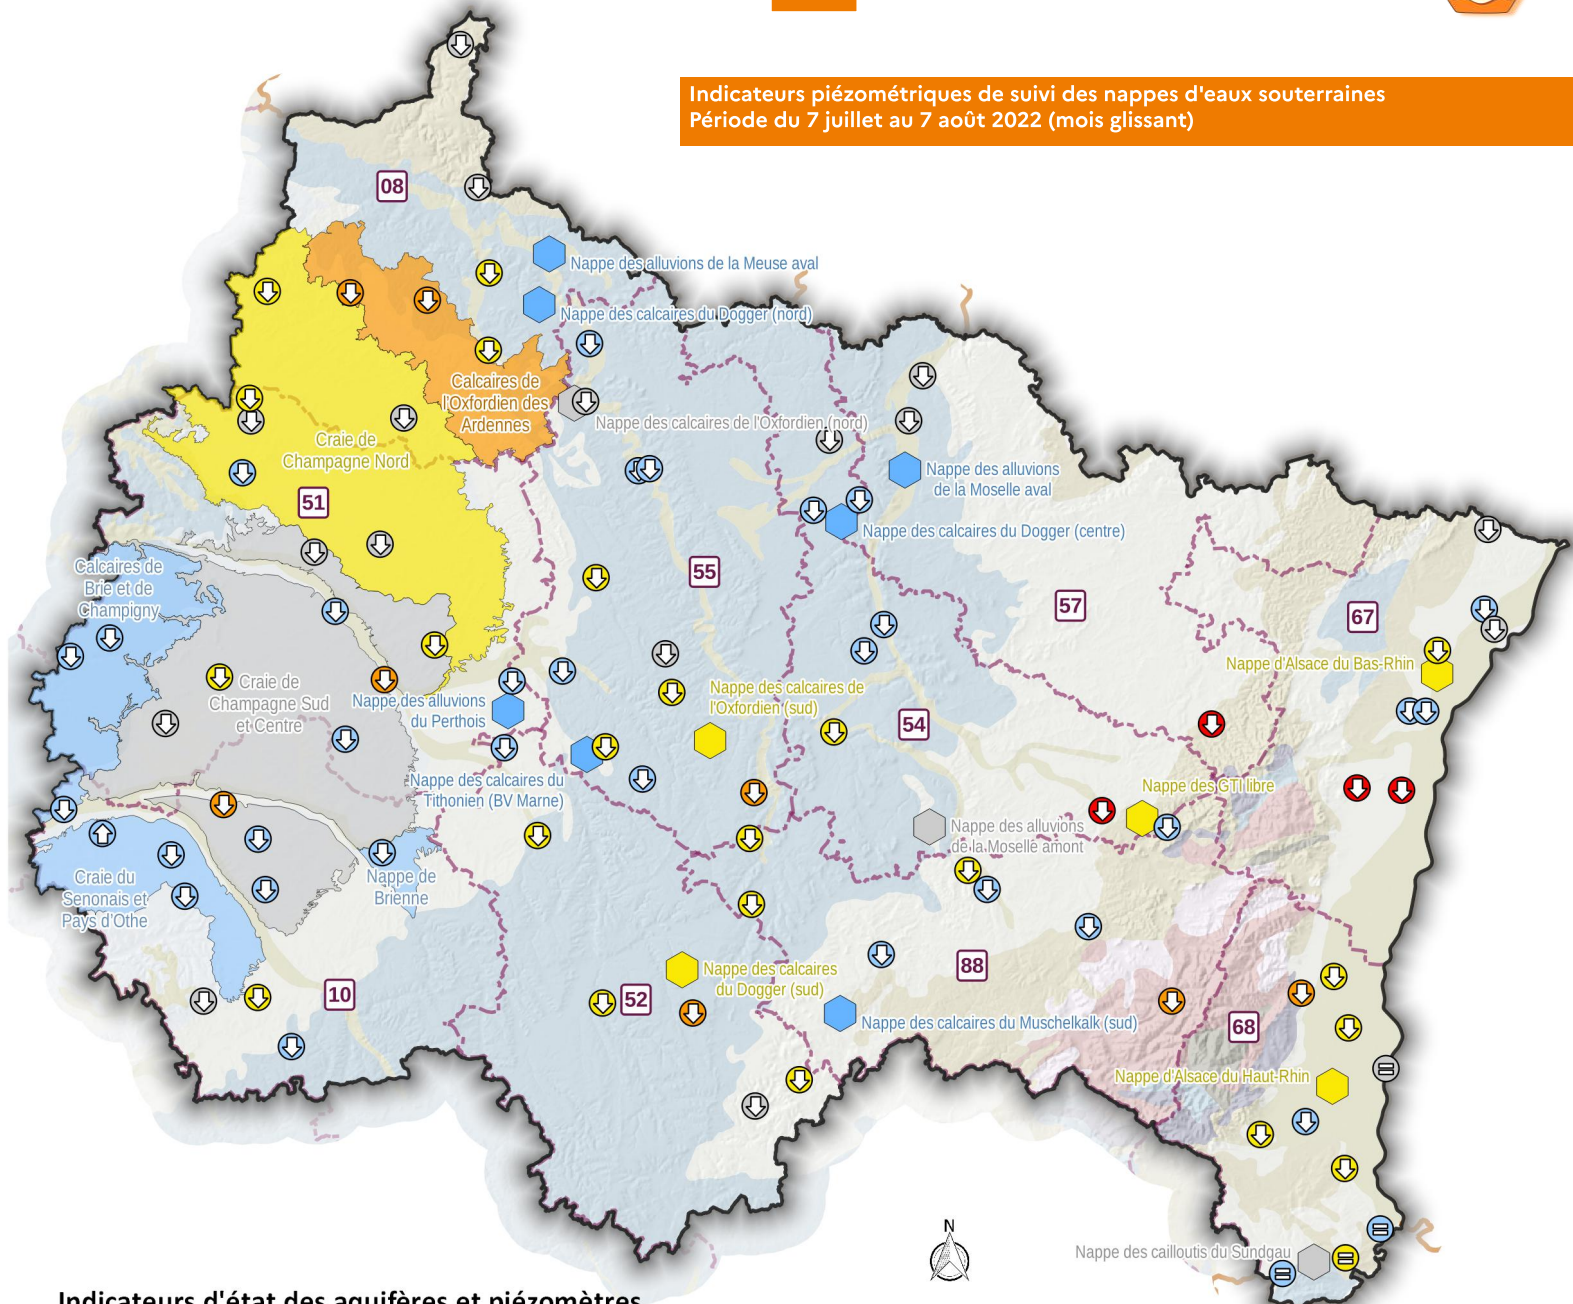 Indicateurs piézométriques de suivi des nappes d'eaux souterraines
Période du 7 juillet au 7 août 2022 (mois glissant)
08
Nappe des alluvions de la Meuse aval
Nappe des calcaires du Dogger (nord)
Calcaires de
l'Oxfordien des
Ardennes
Nappe des calcaires de l'Oxfordien (nord)
Craie de
Champagne Nord
Nappe des alluvions
de la Moselle aval
51
Nappe des calcaires du Dogger (centre)
Calcaires de
Brie et de
Champigny
55
57
67
Nappe d'Alsace du Bas-Rhin
Craie de
Champagne Sud
et Centre
Nappe des alluvions
du Perthois
Nappe des calcaires de
l'Oxfordien (sud)
54
Nappe des calcaires du
Tithonien (BV Marne)
Nappe des GTI libre
Nappe des alluvions
de la Moselle amont
Craie du
Senonais et
Pays d'Othe
Nappe de
Brienne
88
Nappe des calcaires
du Dogger (sud)
10
52
Nappe des calcaires du Muschelkalk (sud)
68
Nappe d'Alsace du Haut-Rhin
N
Nappe des cailloutis du Sundgau
Indicateurs d'état des aquifères et piézomètres